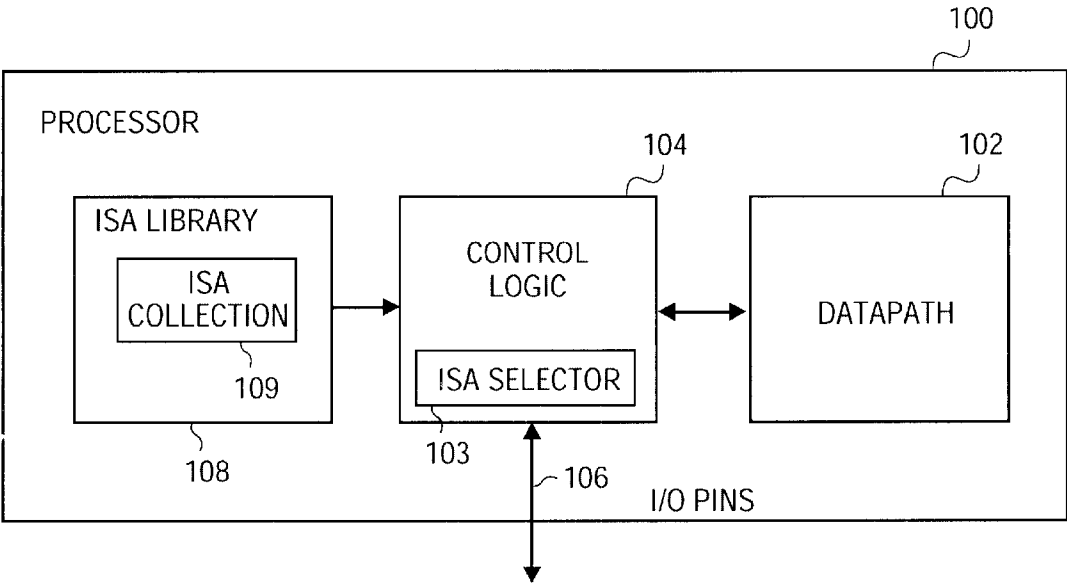 100
PROCESSOR
104
102
ISA LIBRARY
ISA
COLLECTION
109
108
CONTROL
LOGIC
ISA SELECTOR
103
DATAPATH
106
I/O PINS